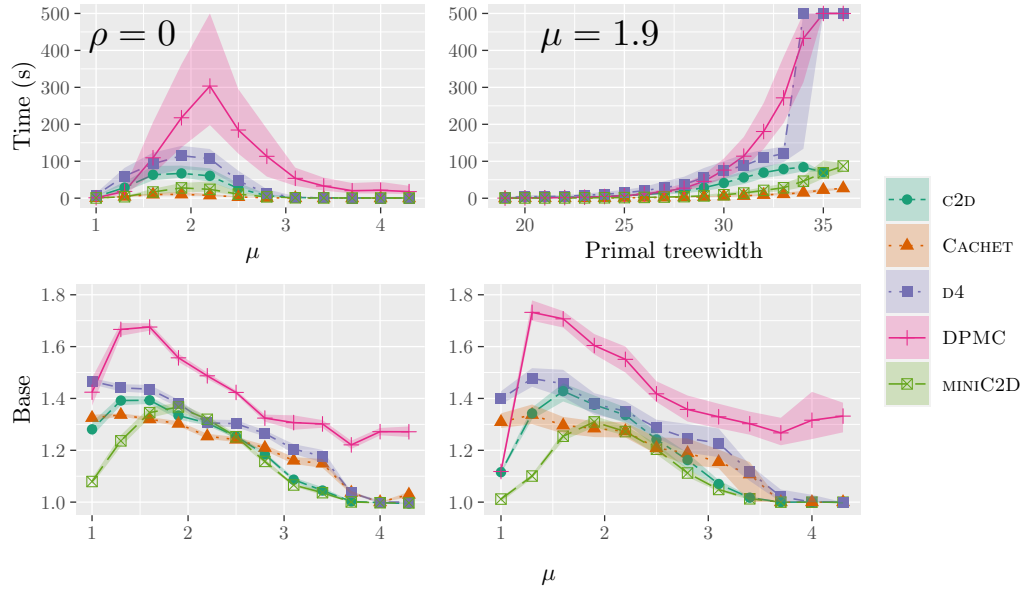 ρ = 0
μ = 1.9
Time (s)
500
400
300
200
100
0
1 2 3 4
μ
500
400
300
200
100
0
20 25 30 35
Primal treewidth
Base
1.8
1.6
1.4
1.2
1.0
1 2 3 4
1.8
1.6
1.4
1.2
1.0
1 2 3 4
μ
C2D
CACHET
D4
DPMC
MINIC2D